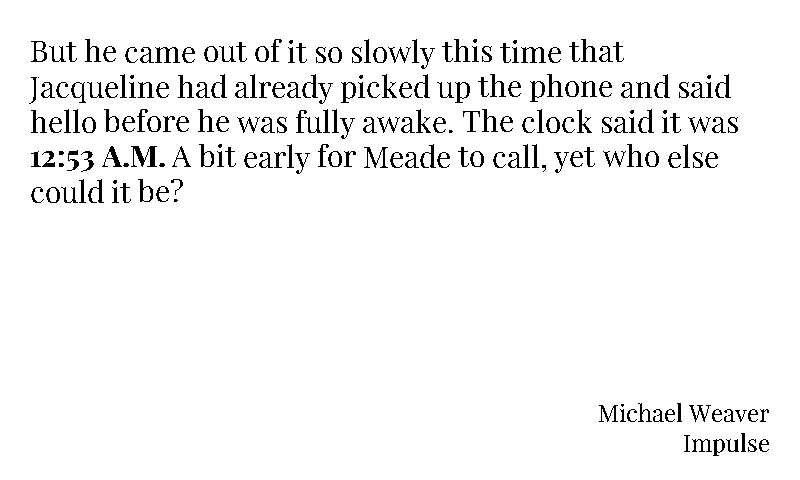 But he came out of it so slowly this time that
Jacqueline had already picked up the phone and said
hello before he was fully awake. The clock said it was
12:53 A.M. A bit early for Meade to call, yet who else
could it be?
Michael Weaver
Impulse